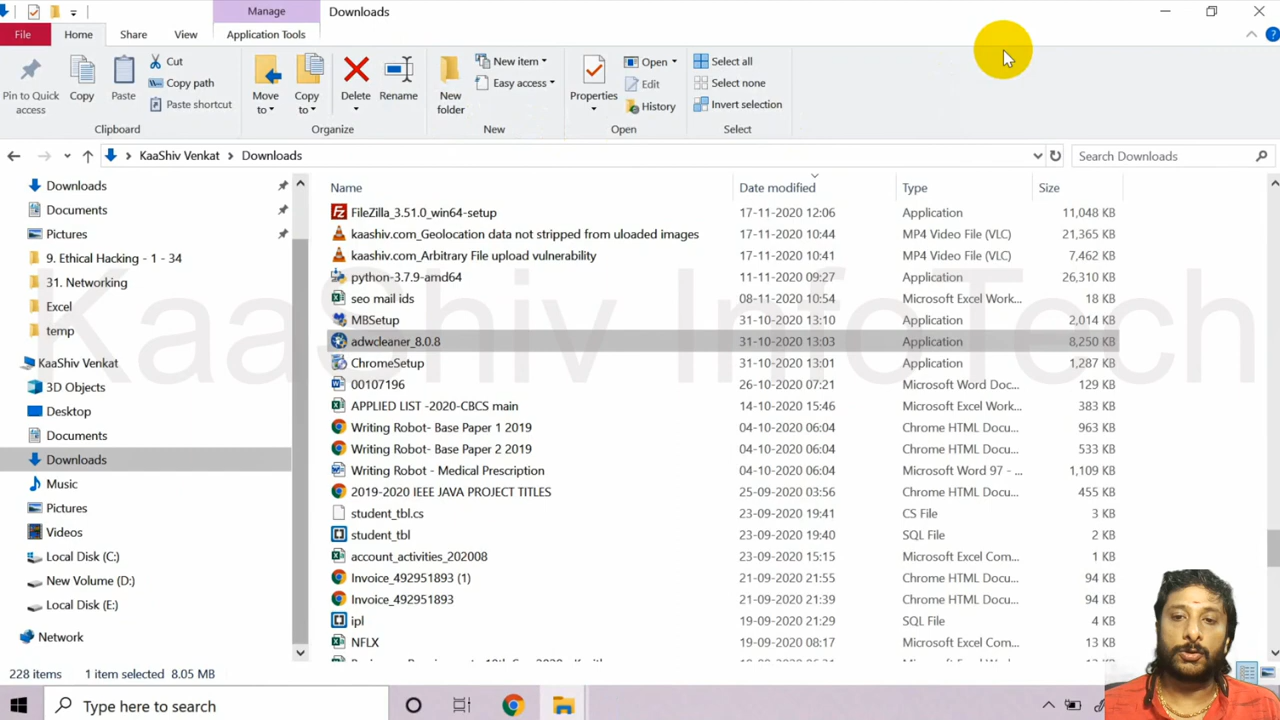 Manage
Downloads
File
Home
Share
View
Application Tools
Pin to Quick access
Copy
Paste
Cut
Copy path
Paste shortcut
Clipboard
Move to
Copy to
Delete
Rename
Organize
New folder
New item
Easy access
New
Properties
Open
Edit
History
Open
Select all
Select none
Invert selection
Select
KaaShiv Venkat > Downloads
Search Downloads
Downloads
Documents
Pictures
9. Ethical Hacking - 1 - 34
31. Networking
Excel
temp
KaaShiv Venkat
3D Objects
Desktop
Documents
Downloads
Music
Pictures
Videos
Local Disk (C:)
New Volume (D:)
Local Disk (E:)
Network
Name Date modified Type Size
FileZilla_3.51.0_win64-setup 17-11-2020 12:06 Application 11,048 KB
kaashiv.com_Geolocation data not stripped from uloaded images 17-11-2020 10:44 MP4 Video File (VLC) 21,365 KB
kaashiv.com_Arbitrary File upload vulnerability 17-11-2020 10:41 MP4 Video File (VLC) 7,462 KB
python-3.7.9-amd64 11-11-2020 09:27 Application 26,310 KB
seo mail ids 08-11-2020 10:54 Microsoft Excel Work... 18 KB
MBSetup 31-10-2020 13:10 Application 2,014 KB
adwcleaner_8.0.8 31-10-2020 13:03 Application 8,250 KB
ChromeSetup 31-10-2020 13:01 Application 1,287 KB
00107196 26-10-2020 07:21 Microsoft Word Doc... 129 KB
APPLIED LIST -2020-CBCS main 14-10-2020 15:46 Microsoft Excel Work... 383 KB
Writing Robot- Base Paper 1 2019 04-10-2020 06:04 Chrome HTML Docu... 963 KB
Writing Robot- Base Paper 2 2019 04-10-2020 06:04 Chrome HTML Docu... 533 KB
Writing Robot - Medical Prescription 04-10-2020 06:04 Microsoft Word 97 - ... 1,109 KB
2019-2020 IEEE JAVA PROJECT TITLES 25-09-2020 03:56 Chrome HTML Docu... 455 KB
student_tbl.cs 23-09-2020 19:41 CS File 3 KB
student_tbl 23-09-2020 19:40 SQL File 2 KB
account_activities_202008 23-09-2020 15:15 Microsoft Excel Com... 1 KB
Invoice_492951893 (1) 21-09-2020 21:55 Chrome HTML Docu... 94 KB
Invoice_492951893 21-09-2020 21:39 Chrome HTML Docu... 94 KB
ipl 19-09-2020 21:29 SQL File 4 KB
NFLX 19-09-2020 08:17 Microsoft Excel Com... 13 KB
KaaShiv InfoTech
228 items 1 item selected 8.05 MB
Type here to search